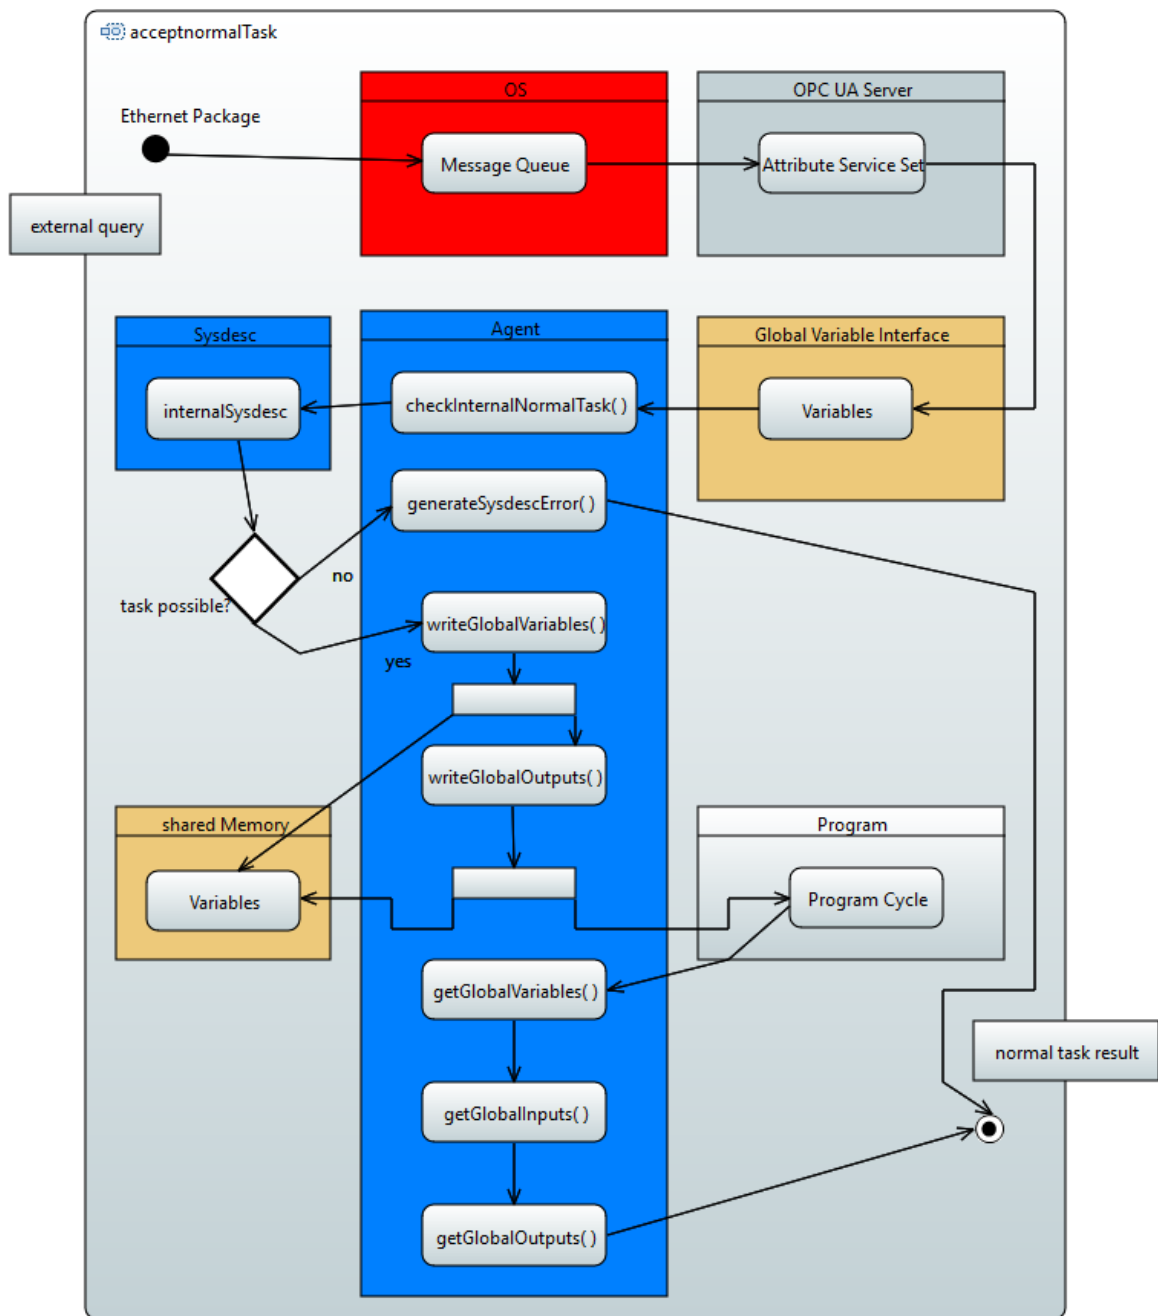 acceptnormalTask
Ethernet Package
OS
OPC UA Server
Message Queue
Attribute Service Set
external query
Sysdesc
Agent
Global Variable Interface
internalSysdesc
checkInternalNormalTask( )
Variables
generateSysdescError( )
no
task possible?
writeGlobalVariables( )
yes
writeGlobalOutputs( )
shared Memory
Program
Variables
Program Cycle
getGlobalVariables( )
normal task result
getGlobalInputs( )
getGlobalOutputs( )